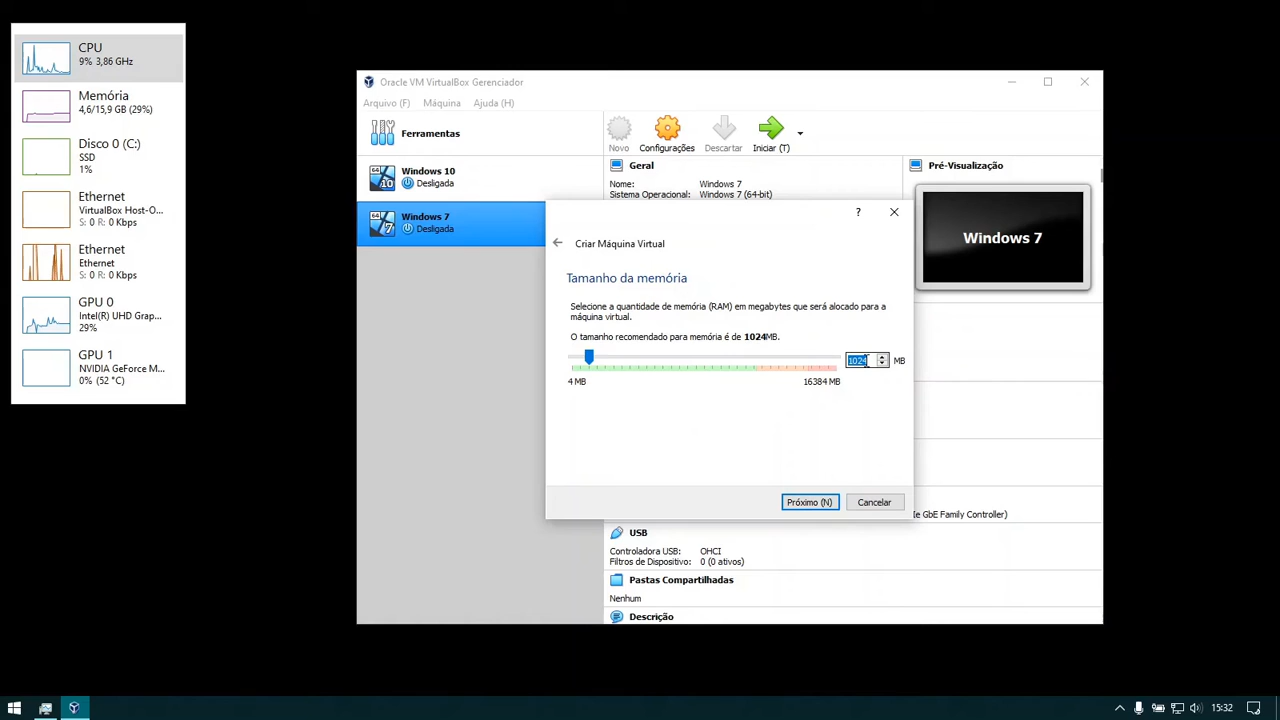 CPU
9% 3,86 GHz
Memória
4,6/15,9 GB (29%)
Disco 0 (C:)
SSD
1%
Ethernet
VirtualBox Host-O...
S: 0 R: 0 Kbps
Ethernet
Ethernet
S: 0 R: 0 Kbps
GPU 0
Intel(R) UHD Grap...
29%
GPU 1
NVIDIA GeForce M...
0% (52 °C)
Oracle VM VirtualBox Gerenciador
Arquivo (F) Máquina Ajuda (H)
Ferramentas
Novo Configurações Descartar Iniciar (T)
64 10 Windows 10
Desligada
64 7 Windows 7
Desligada
Geral
Nome: Windows 7
Sistema Operacional: Windows 7 (64-bit)
Pré-Visualização
Windows 7
?
Criar Máquina Virtual
Tamanho da memória
Selecione a quantidade de memória (RAM) em megabytes que será alocado para a
máquina virtual.
O tamanho recomendado para memória é de 1024MB.
1024 MB
4 MB 16384 MB
Próximo (N) Cancelar
Ie GbE Family Controller)
USB
Controladora USB: OHCI
Filtros de Dispositivo: 0 (0 ativos)
Pastas Compartilhadas
Nenhum
Descrição
15:32